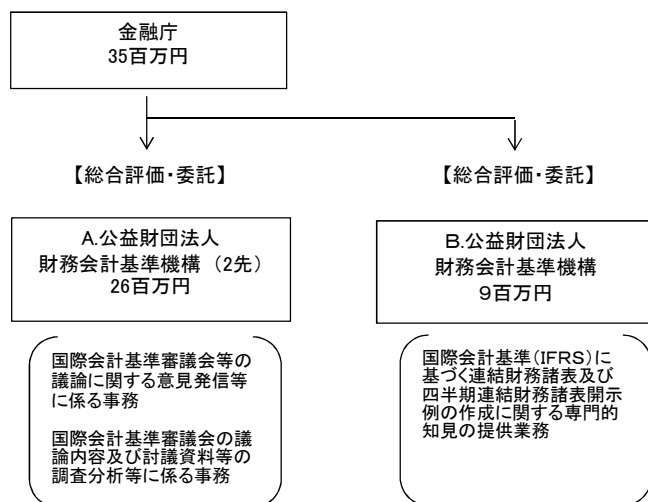 金融庁
35百万円
【総合評価・委託】
【総合評価・委託】
A.公益財団法人
財務会計基準機構 （2先）
26百万円
B.公益財団法人
財務会計基準機構
９百万円
国際会計基準審議会等の
議論に関する意見発信等
に係る事務
国際会計基準審議会の議
論内容及び討議資料等の
調査分析等に係る事務
国際会計基準（IFRS）に
基づく連結財務諸表及び
四半期連結財務諸表開示
例の作成に関する専門的
知見の提供業務